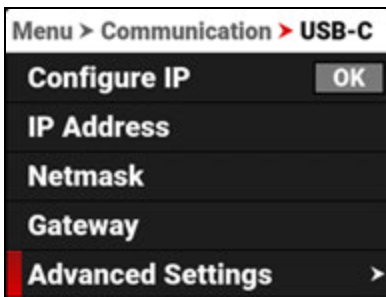 Menu > Communication > USB-C
Configure IP OK
IP Address
Netmask
Gateway
Advanced Settings >